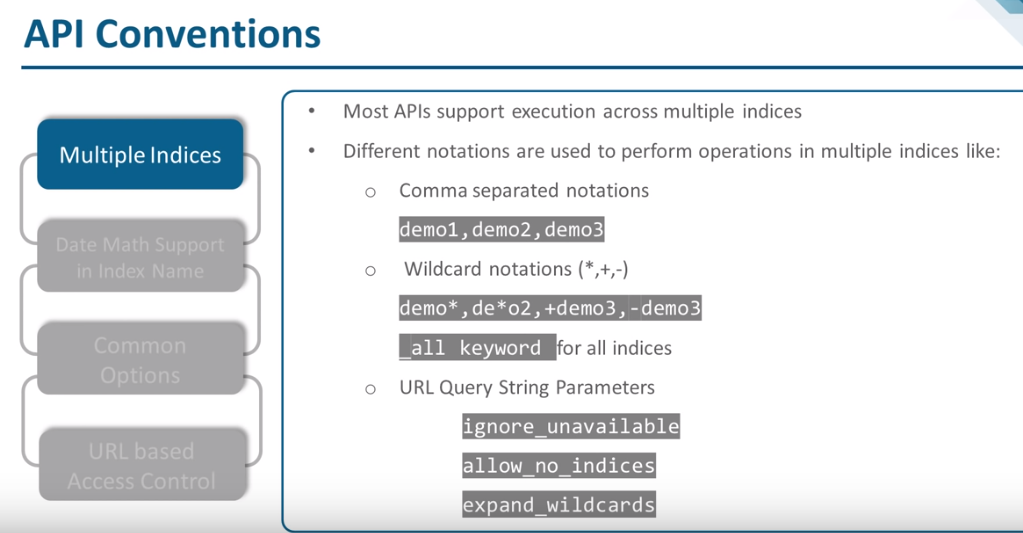 API Conventions
Multiple Indices
Date Math Support
in Index Name
Common
Options
URL based
Access Control
• Most APIs support execution across multiple indices
• Different notations are used to perform operations in multiple indices like:
o Comma separated notations
demo1,demo2,demo3
o Wildcard notations (*,+,-)
demo*,de*o2,+demo3,-demo3
_all keyword for all indices
o URL Query String Parameters
ignore_unavailable
allow_no_indices
expand_wildcards